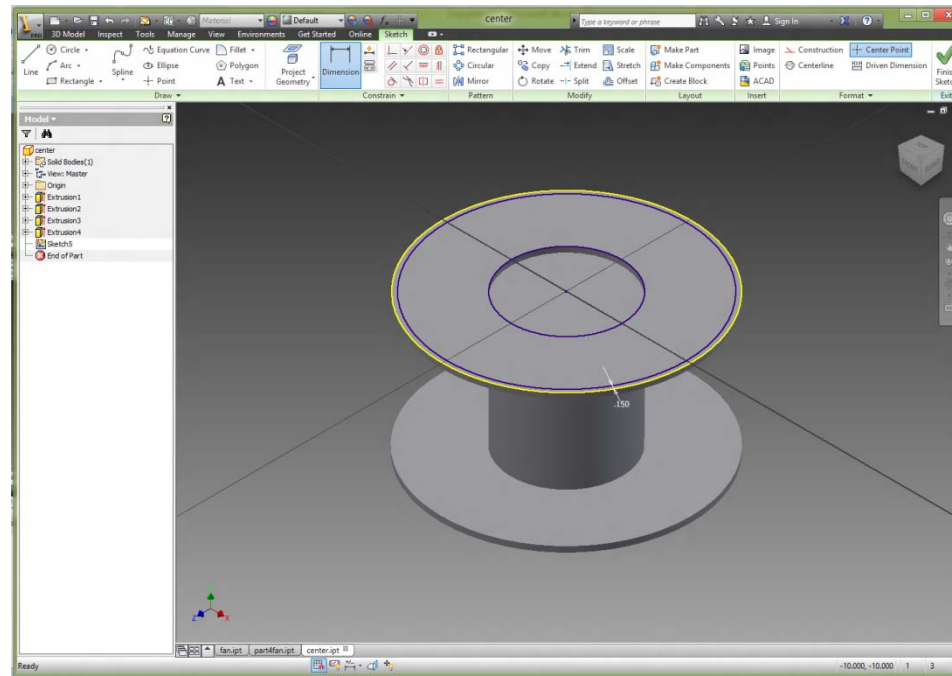 PRO
Material
Default
center
Type a keyword or phrase
Sign In
3D Model Inspect Tools Manage View Environments Get Started Online Sketch
Line
Circle
Arc
Rectangle
Spline
Equation Curve
Ellipse
Point
Fillet
Polygon
A Text
Project
Geometry
Dimension
Rectangular
Circular
Mirror
Move
Copy
Rotate
Trim
Extend
Split
Scale
Stretch
Offset
Make Part
Make Components
Create Block
Image
Points
ACAD
Construction
Centerline
Center Point
Driven Dimension
Finis
Sketc
Draw Constrain Pattern Modify Layout Insert Format Exit
Model
center
Solid Bodies(1)
View: Master
Origin
Extrusion1
Extrusion2
Extrusion3
Extrusion4
Sketch5
End of Part
.150
Z
X
fan.ipt part4fan.ipt center.ipt
Ready
-10.000, -10.000 1 3